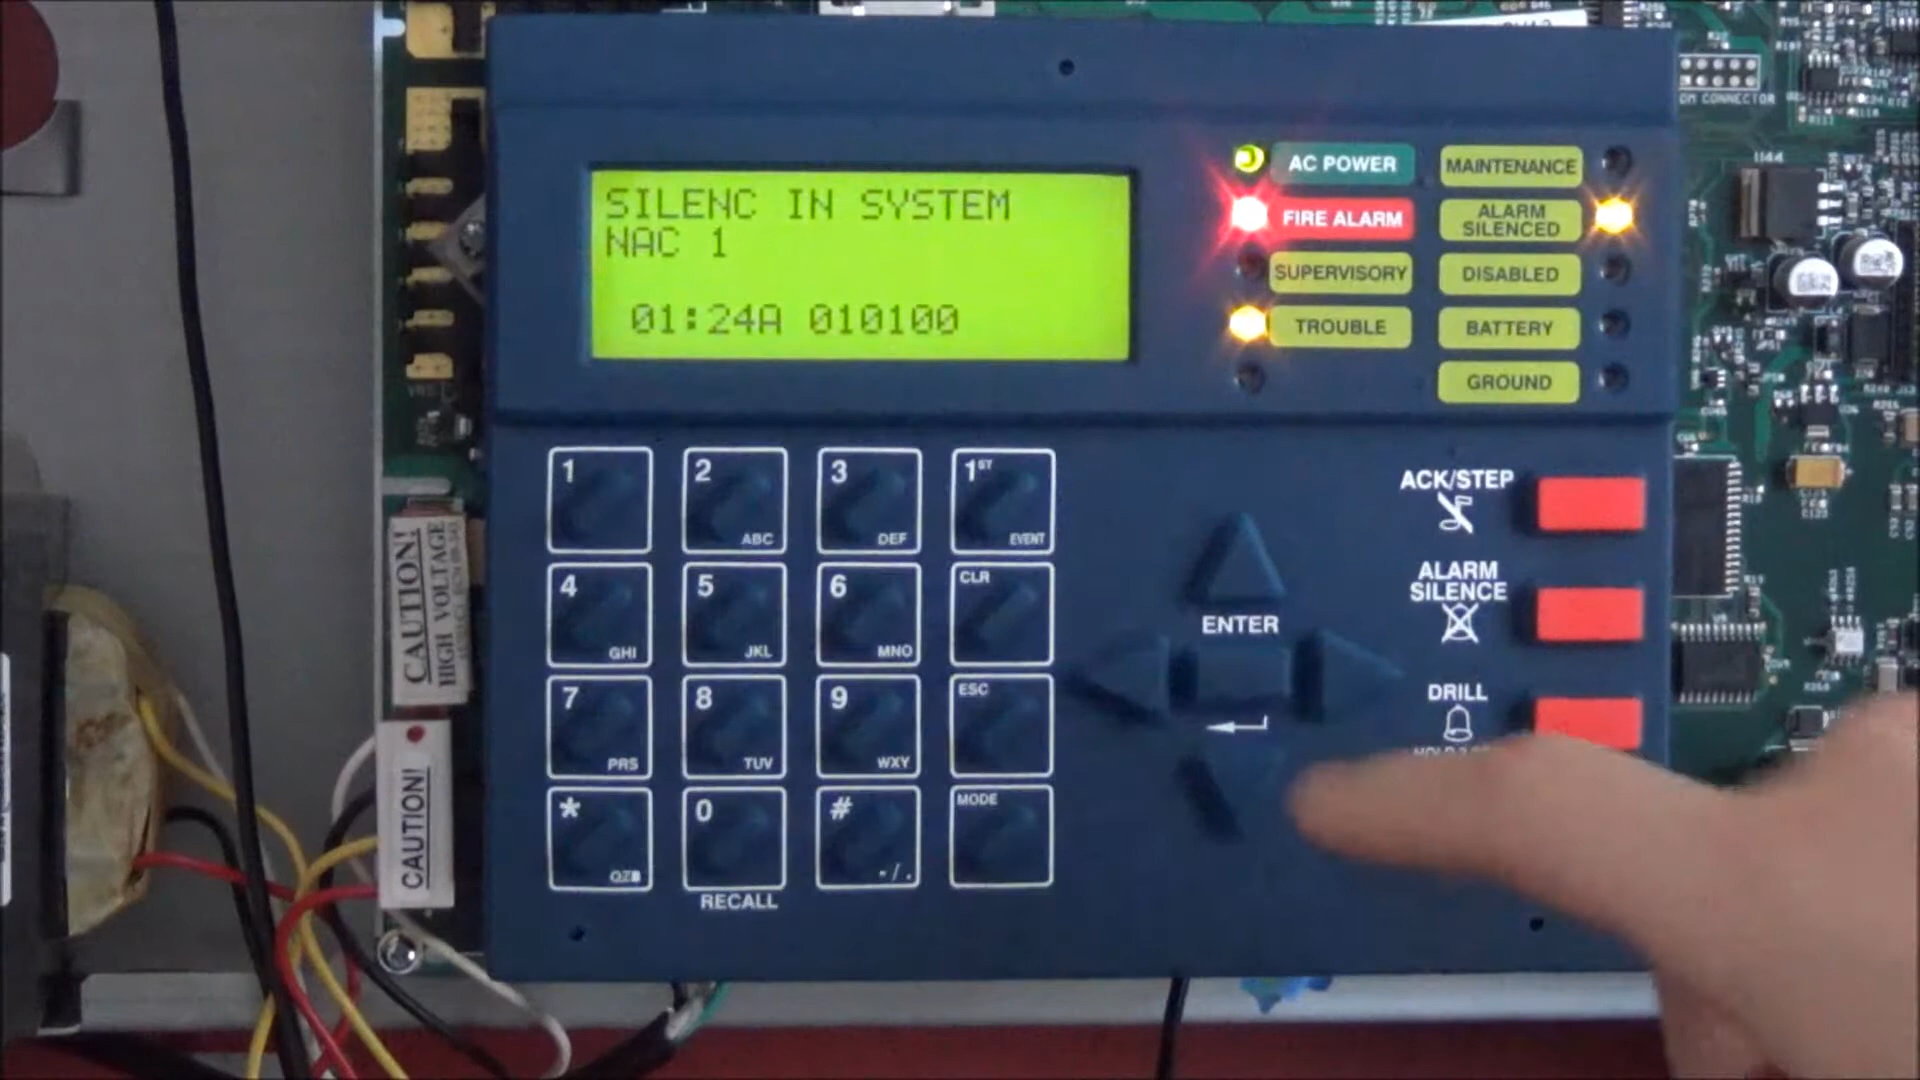 SILENC IN SYSTEM
NAC 1
01:24A 010100
AC POWER
FIRE ALARM
SUPERVISORY
TROUBLE
MAINTENANCE
ALARM
SILENCED
DISABLED
BATTERY
GROUND
1
2
ABC
3
DEF
1ST
EVENT
4
GHI
5
JKL
6
MNO
CLR
7
PRS
8
TUV
9
WXY
ESC
*
QZ
0
#
-/.
MODE
RECALL
ENTER
ACK/STEP
ALARM
SILENCE
DRILL
CAUTION!
HIGH VOLTAGE
CAUTION!
CONNECTOR